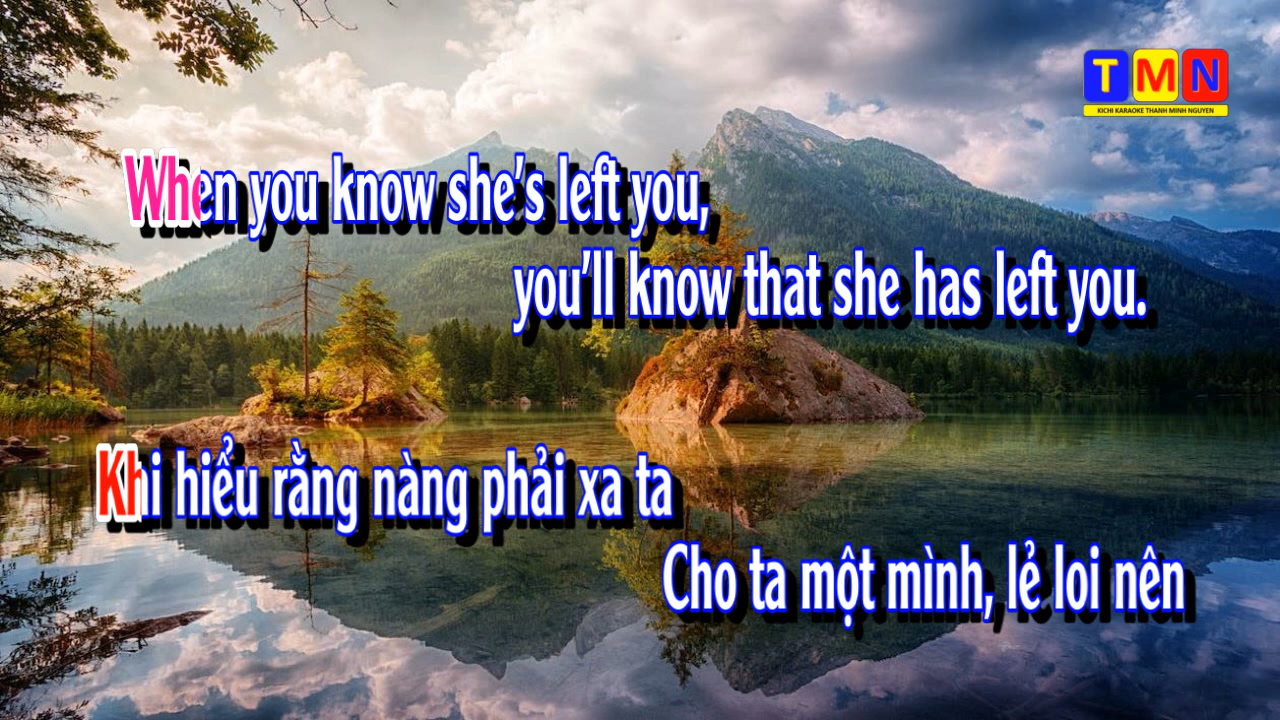 TMN
KICHI KARAOKE THANH MINH NGUYEN
When you know she’s left you,
you’ll know that she has left you.
Khi hiểu rằng nàng phải xa ta
Cho ta một mình, lẻ loi nên